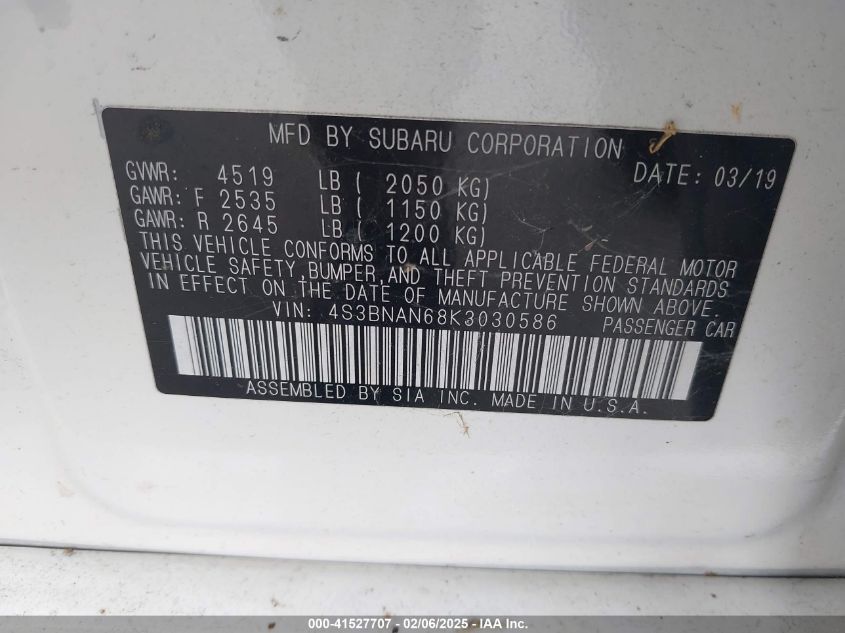 MFD BY SUBARU CORPORATION
DATE: 03/19
GVWR: 4519 LB ( 2050 KG)
GAWR: F 2535 LB ( 1150 KG)
GAWR: R 2645 LB ( 1200 KG)
THIS VEHICLE CONFORMS TO ALL APPLICABLE FEDERAL MOTOR
VEHICLE SAFETY,BUMPER,AND THEFT PREVENTION STANDARDS
IN EFFECT ON THE DATE OF MANUFACTURE SHOWN ABOVE.
VIN: 4S3BNAN68K3030586 PASSENGER CAR
ASSEMBLED BY SIA INC. MADE IN U.S.A.
000-41527707 - 02/06/2025 - IAA Inc.